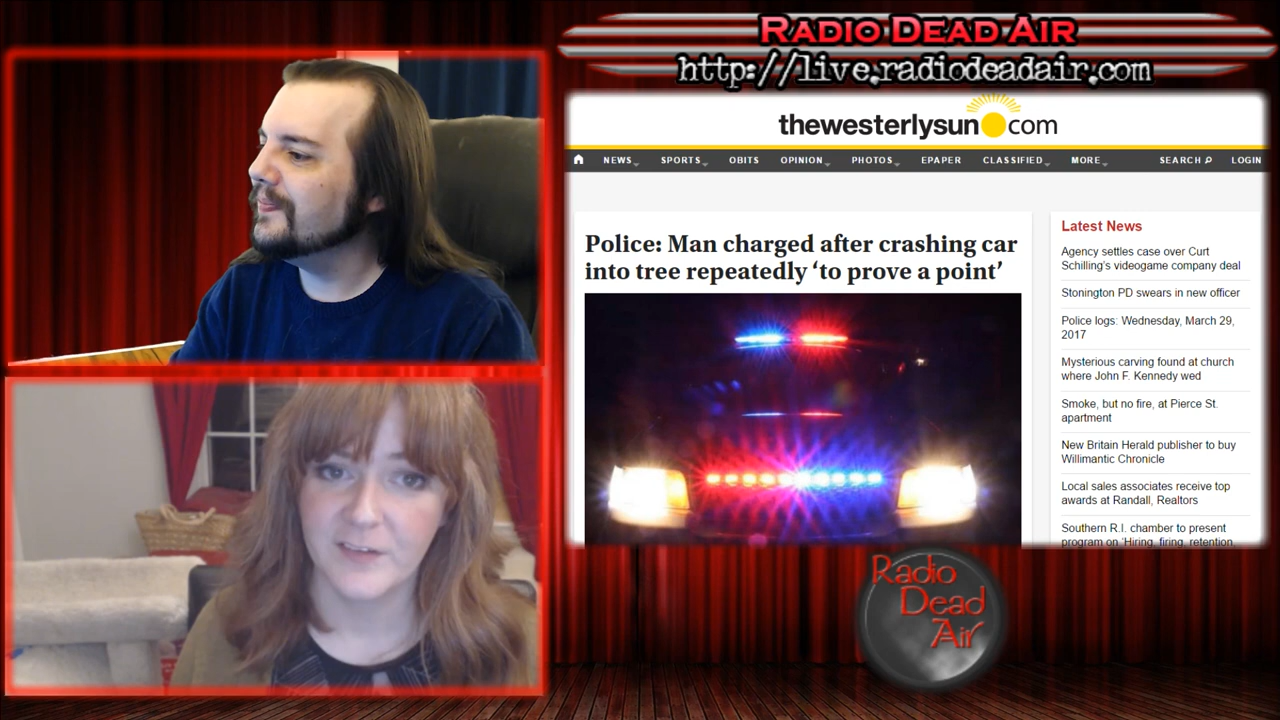 Radio Dead Air
http://live.radiodeadair.com
thewesterlysun com
NEWS SPORTS OBITS OPINION PHOTOS EPAPER CLASSIFIED MORE SEARCH LOGIN
Police: Man charged after crashing car
into tree repeatedly ‘to prove a point’
Latest News
Agency settles case over Curt
Schilling's videogame company deal
Stonington PD swears in new officer
Police logs: Wednesday, March 29,
2017
Mysterious carving found at church
where John F. Kennedy wed
Smoke, but no fire, at Pierce St.
apartment
New Britain Herald publisher to buy
Willimantic Chronicle
Local sales associates receive top
awards at Randall, Realtors
Southern R.I. chamber to present
program on 'Hiring, firing, retention
Radio
Dead
Air